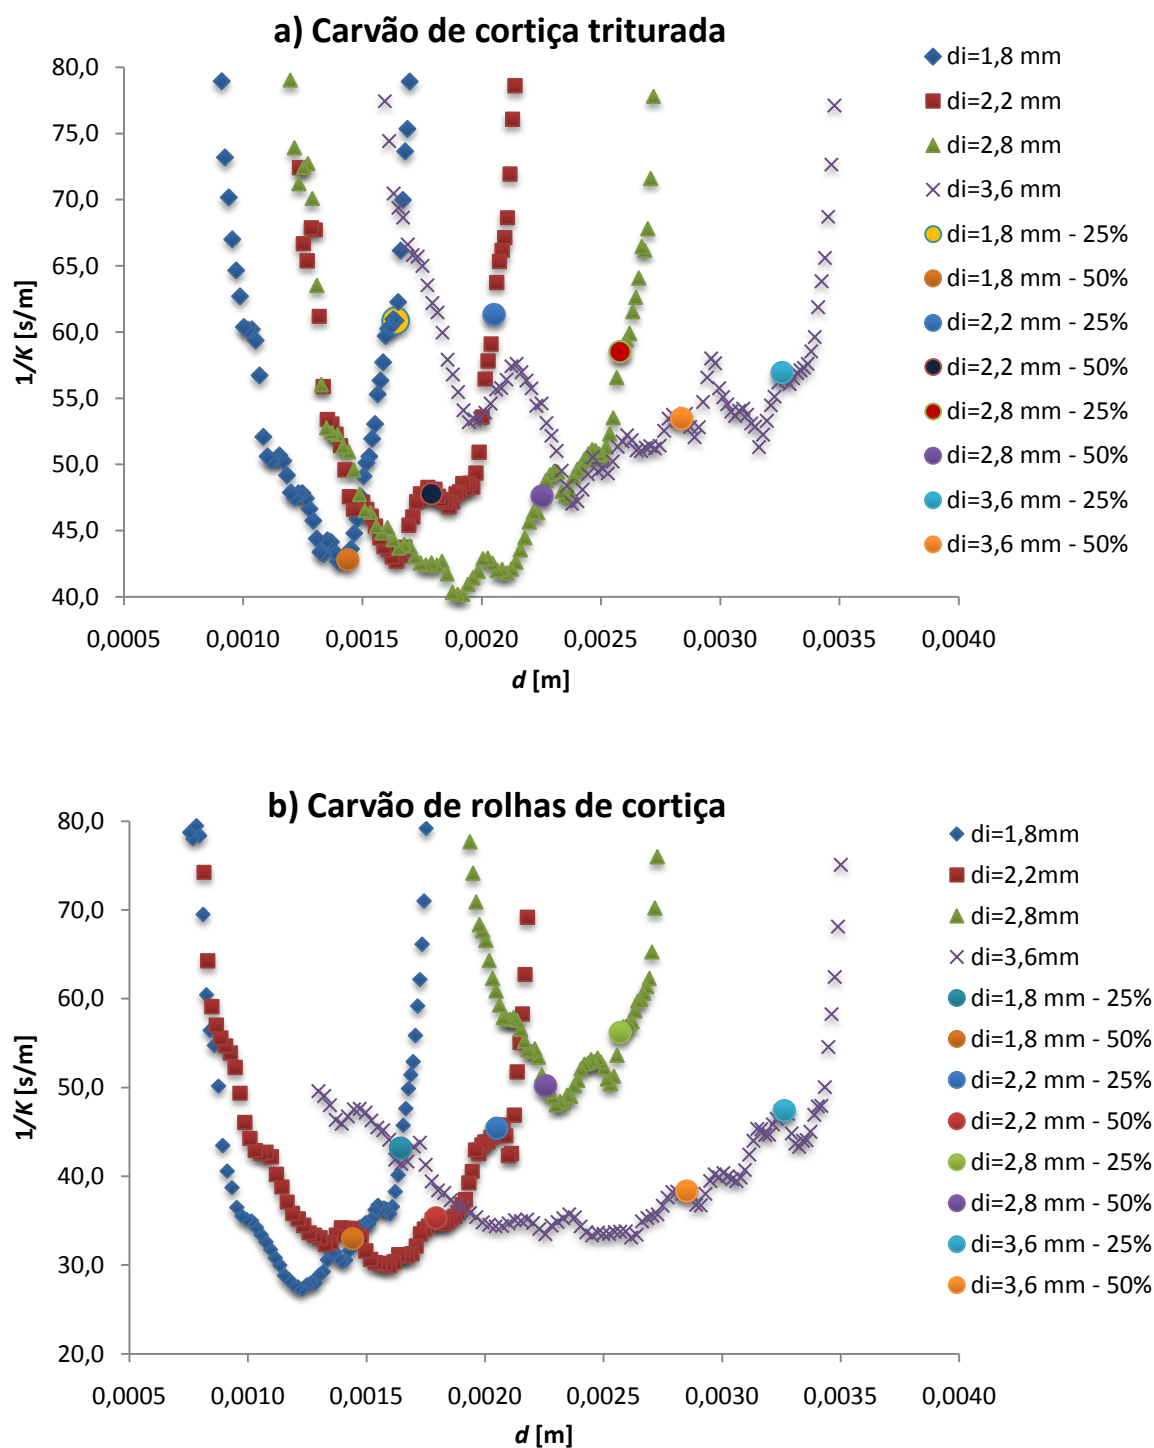 a) Carvão de cortiça triturada
80,0
75,0
70,0
65,0
60,0
55,0
50,0
45,0
40,0
1/K [s/m]
0,0005 0,0010 0,0015 0,0020 0,0025 0,0030 0,0035 0,0040
d [m]
di=1,8 mm
di=2,2 mm
di=2,8 mm
di=3,6 mm
di=1,8 mm - 25%
di=1,8 mm - 50%
di=2,2 mm - 25%
di=2,2 mm - 50%
di=2,8 mm - 25%
di=2,8 mm - 50%
di=3,6 mm - 25%
di=3,6 mm - 50%
b) Carvão de rolhas de cortiça
80,0
70,0
60,0
50,0
40,0
30,0
20,0
1/K [s/m]
0,0005 0,0010 0,0015 0,0020 0,0025 0,0030 0,0035 0,0040
d [m]
di=1,8mm
di=2,2mm
di=2,8mm
di=3,6mm
di=1,8 mm - 25%
di=1,8 mm - 50%
di=2,2 mm - 25%
di=2,2 mm - 50%
di=2,8 mm - 25%
di=2,8 mm - 50%
di=3,6 mm - 25%
di=3,6 mm - 50%